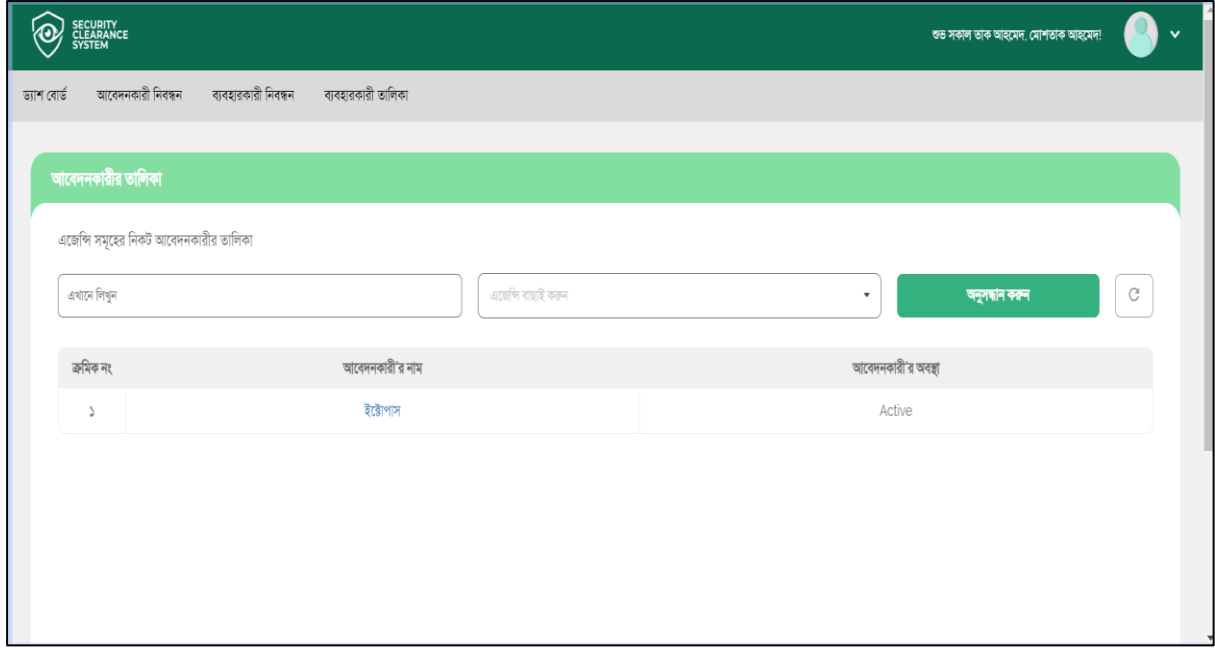 SECURITY
CLEARANCE
SYSTEM
শুভ সকাল তাক আহমেদ, মোশতাক আহমেদ!
ড্যাশ বোর্ড আবেদনকারী নিবন্ধন ব্যবহারকারী নিবন্ধন ব্যবহারকারী তালিকা
আবেদনকারীর তালিকা
এজেন্সি সমূহের নিকট আবেদনকারীর তালিকা
এখানে লিখুন এজেন্সি বাছাই করুন অনুসন্ধান করুন
ক্রমিক নং আবেদনকারী'র নাম আবেদনকারী'র অবস্থা
১ ইক্টোপাস Active